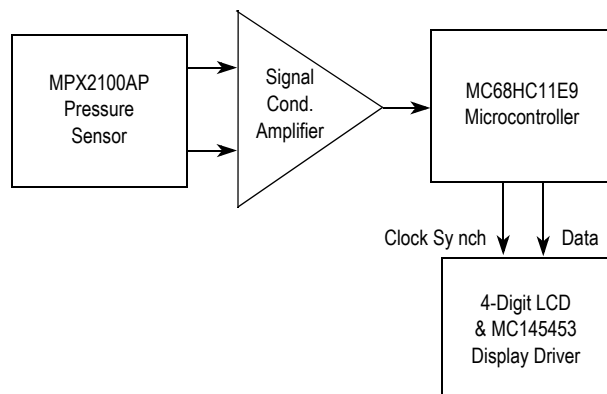 MPX2100AP
Pressure
Sensor
Signal
Cond.
Amplifier
MC68HC11E9
Microcontroller
Clock Sy nch
Data
4-Digit LCD
& MC145453
Display Driver